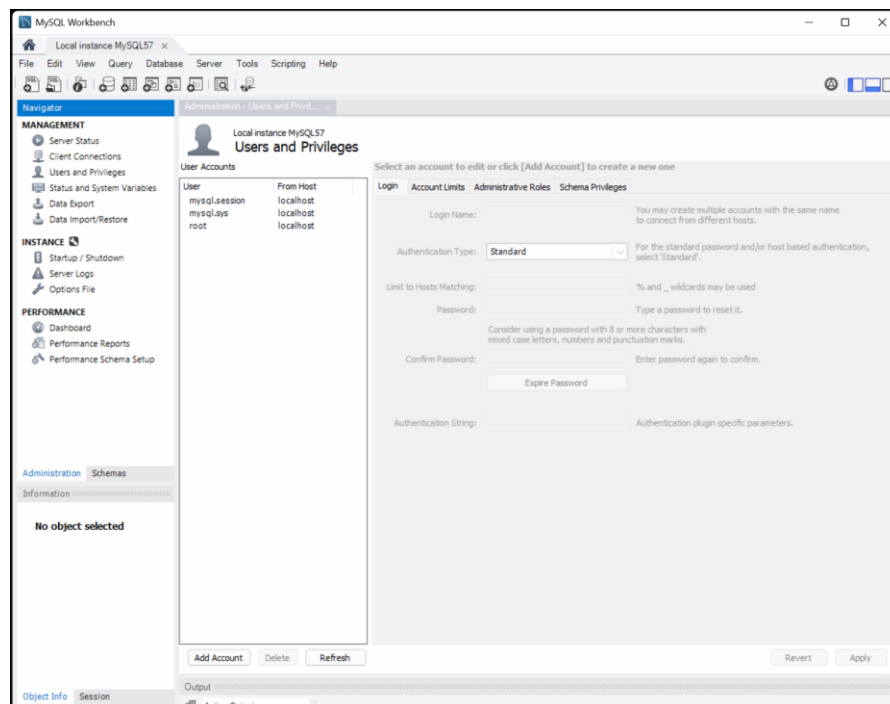 MySQL Workbench
Local instance MySQL57
File Edit View Query Database Server Tools Scripting Help
Navigator
MANAGEMENT
Server Status
Client Connections
Users and Privileges
Status and System Variables
Data Export
Data Import/Restore
INSTANCE
Startup / Shutdown
Server Logs
Options File
PERFORMANCE
Dashboard
Performance Reports
Performance Schema Setup
Administration Schemas
Information
No object selected
Object Info Session
Administration - Users and Privil...
Local instance MySQL57
Users and Privileges
User Accounts
User From Host
mysql.session localhost
mysql.sys localhost
root localhost
Add Account Delete Refresh
Select an account to edit or click [Add Account] to create a new one
Login Account Limits Administrative Roles Schema Privileges
Login Name:
You may create multiple accounts with the same name
to connect from different hosts.
Authentication Type: Standard
For the standard password and/or host based authentication,
select 'Standard'.
Limit to Hosts Matching: % and _ wildcards may be used
Password: Type a password to reset it.
Consider using a password with 8 or more characters with
mixed case letters, numbers and punctuation marks.
Confirm Password: Enter password again to confirm.
Expire Password
Authentication String: Authentication plugin specific parameters.
Revert Apply
Output